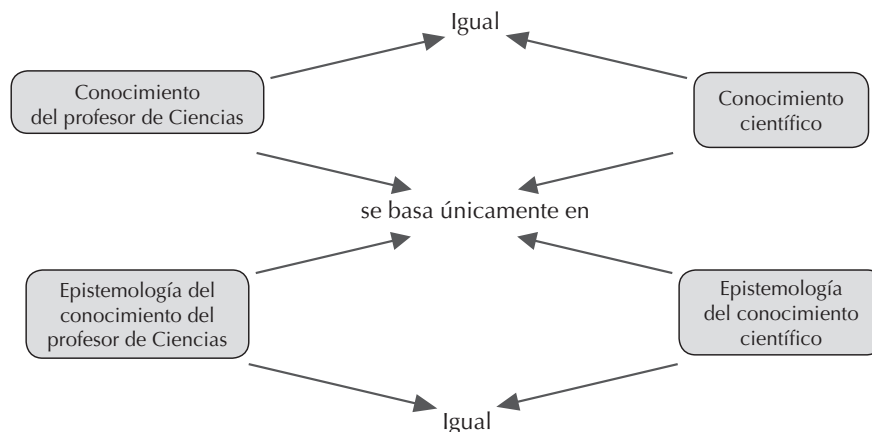 Igual
Conocimiento
del profesor de Ciencias
Conocimiento
científico
se basa únicamente en
Epistemología del
conocimiento del
profesor de Ciencias
Epistemología
del conocimiento
científico
Igual